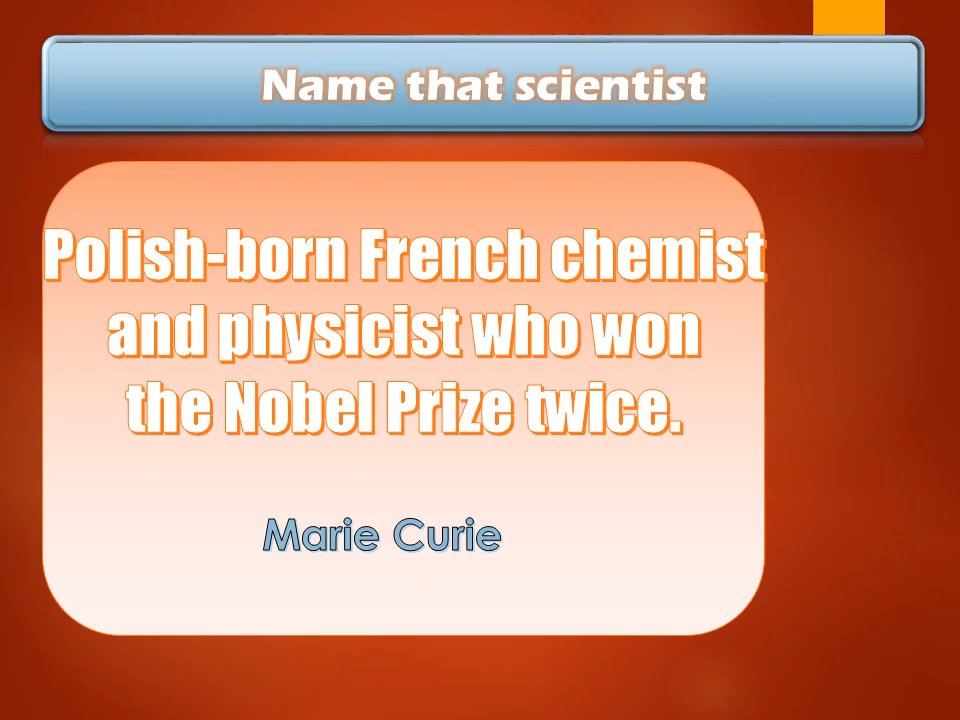 Name that scientist
Polish-born French chemist
and physicist who won
the Nobel Prize twice.
Marie Curie